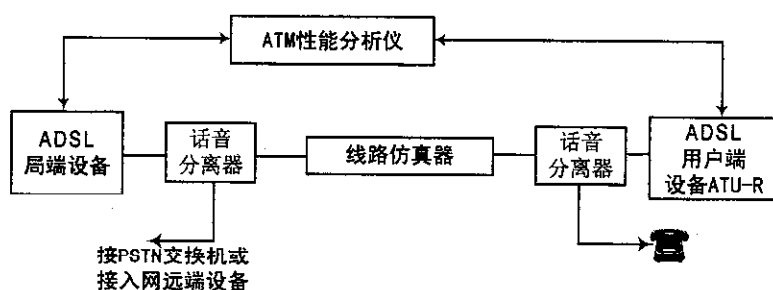 ATM性能分析仪
ADSL
局端设备
话音
分离器
线路仿真器
话音
分离器
ADSL
用户端
设备ATU-R
接PSTN交换机或
接入网远端设备